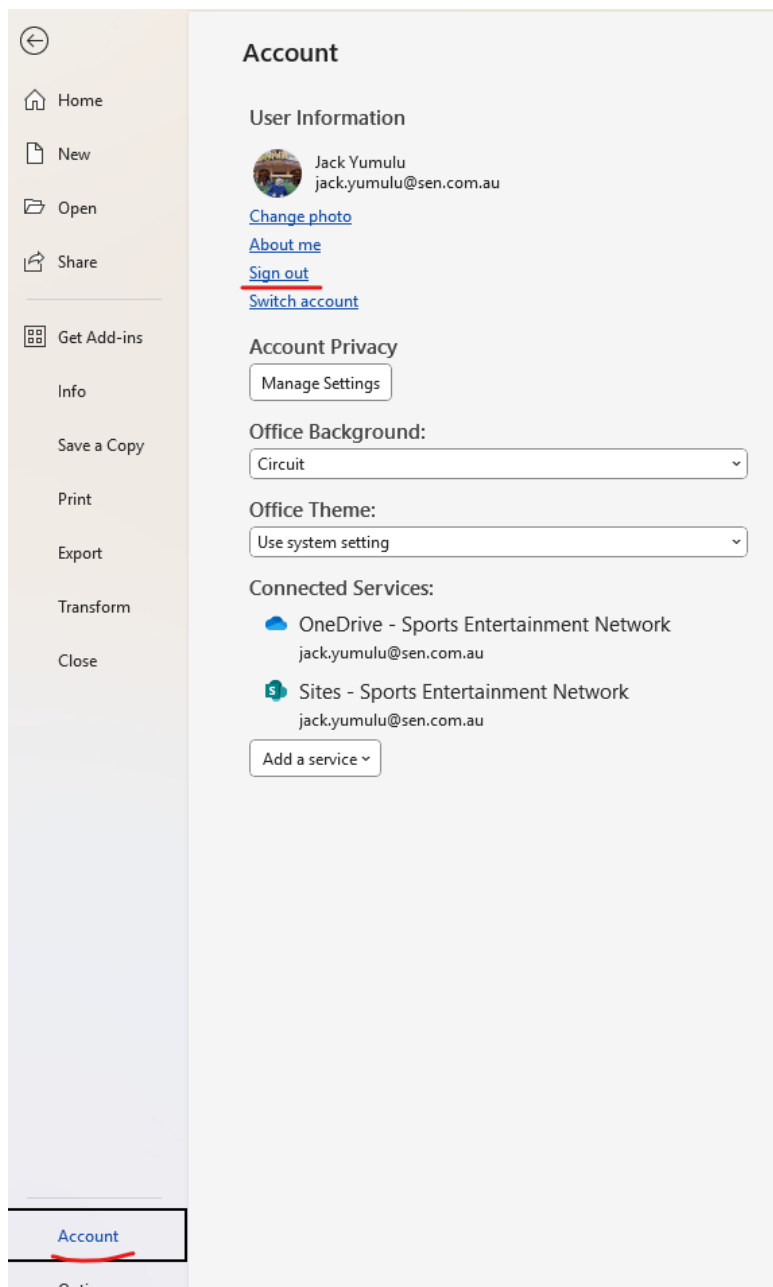 Account
Home
New
Open
Share
Get Add-ins
Info
Save a Copy
Print
Export
Transform
Close
Account
User Information
Jack Yumulu
jack.yumulu@sen.com.au
Change photo
About me
Sign out
Switch account
Account Privacy
Manage Settings
Office Background:
Circuit
Office Theme:
Use system setting
Connected Services:
OneDrive - Sports Entertainment Network
jack.yumulu@sen.com.au
Sites - Sports Entertainment Network
jack.yumulu@sen.com.au
Add a service